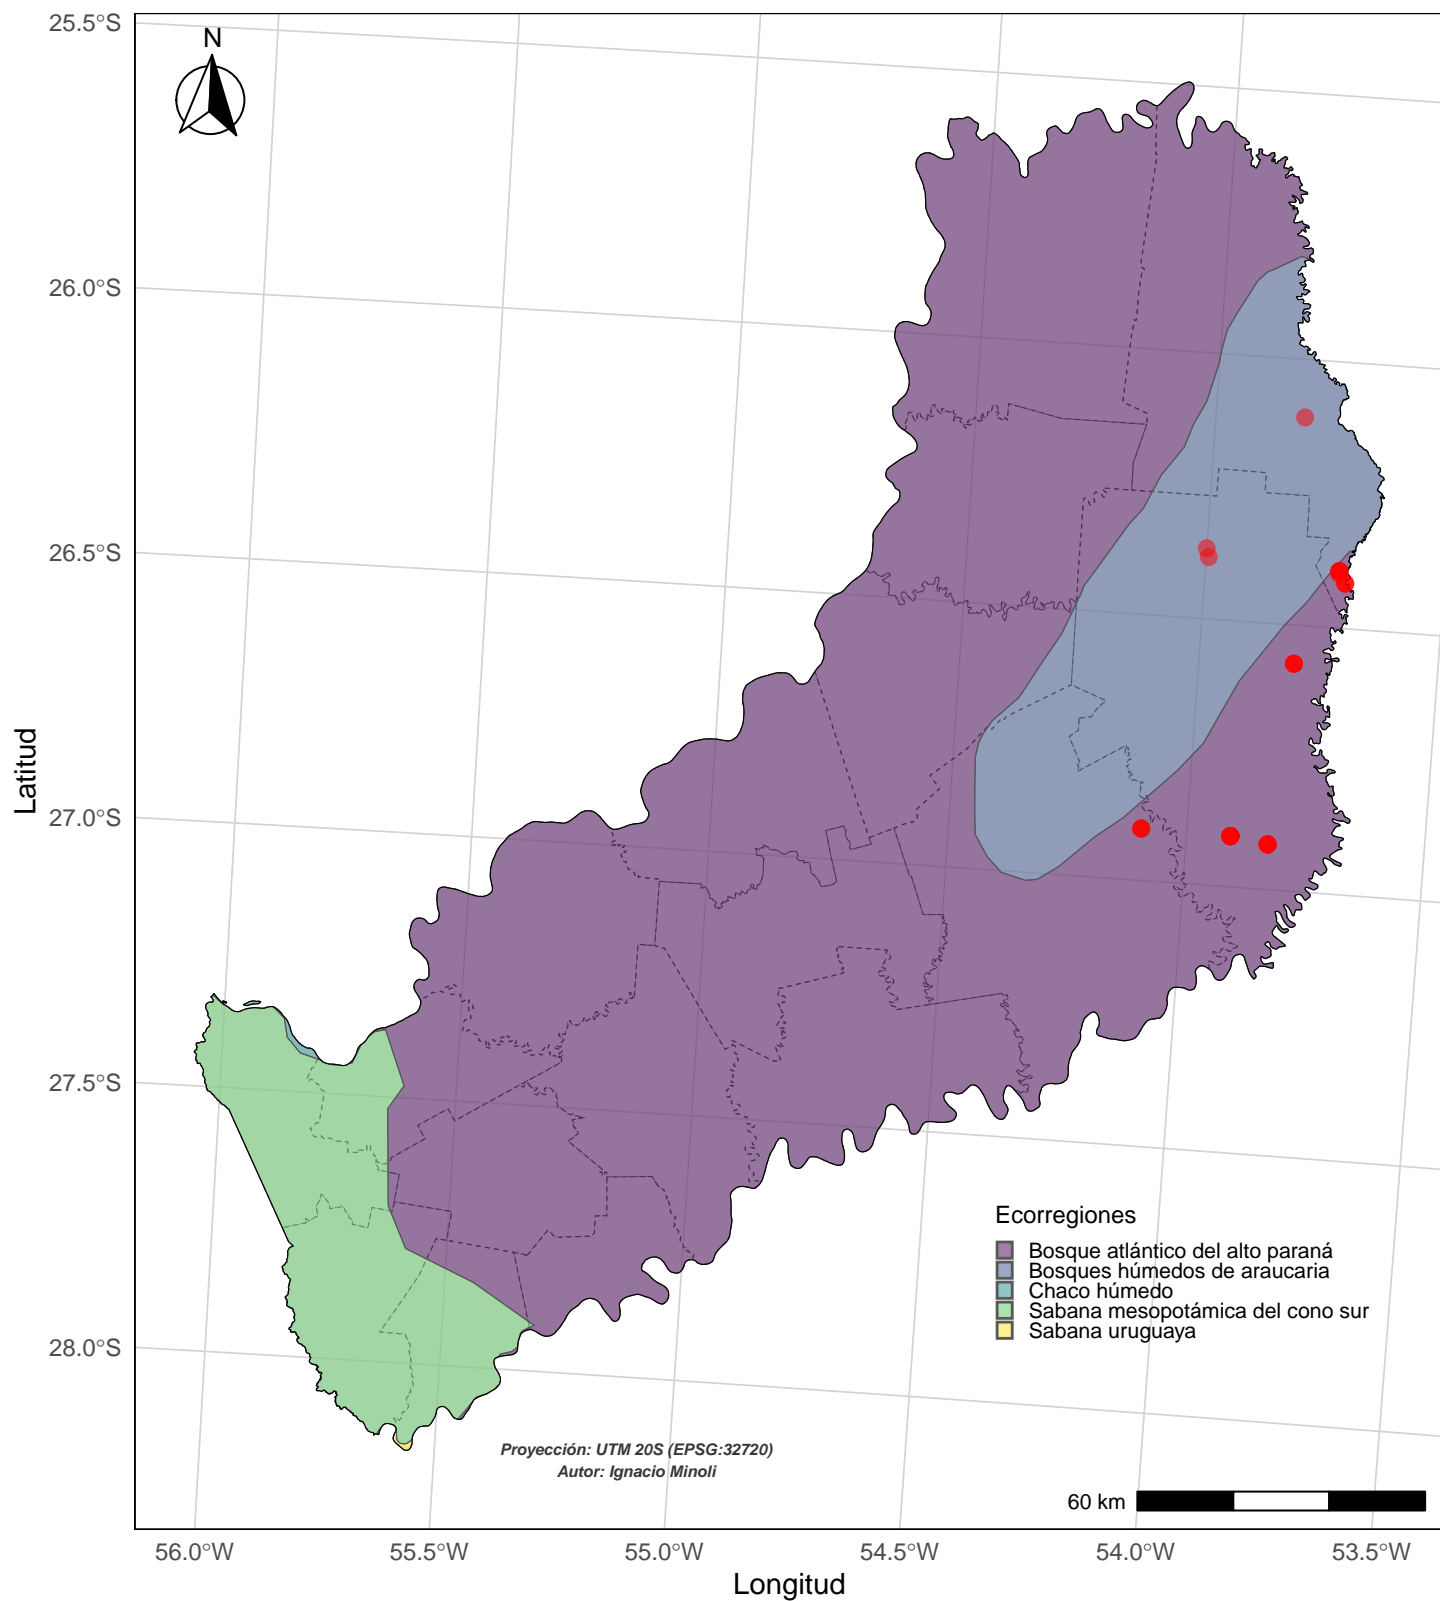 N
25.5°S
26.0°S
26.5°S
27.0°S
27.5°S
28.0°S
Latitud
Ecorregiones
Bosque atlántico del alto paraná
Bosques húmedos de araucaria
Chaco húmedo
Sabana mesopotámica del cono sur
Sabana uruguaya
Proyección: UTM 20S (EPSG:32720)
Autor: Ignacio Minoli
60 km
56.0°W
55.5°W
55.0°W
54.5°W
54.0°W
53.5°W
Longitud